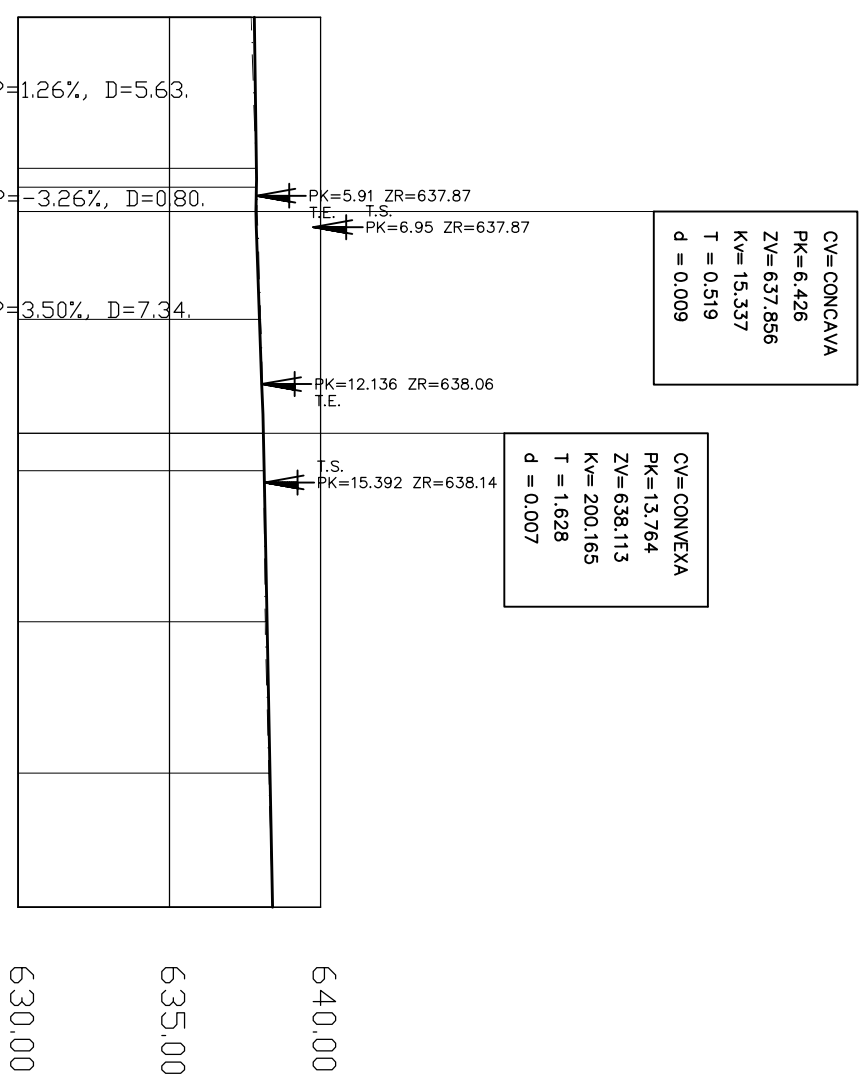 P=1.26%, D=5.63.
P=-3.26%, D=0.80.
P=3.50%, D=7.34.
PK=5.91 ZR=637.87
T.E.
T.S.
PK=6.95 ZR=637.87
PK=12.136 ZR=638.06
T.E.
T.S.
PK=15.392 ZR=638.14
CV=CONCAVA
PK=6.426
ZV=637.856
Kv=15.337
T = 0.519
d = 0.009
CV=CONVEXA
PK=13.764
ZV=638.113
Kv= 200.165
T = 1.628
d = 0.007
640.00
635.00
630.00